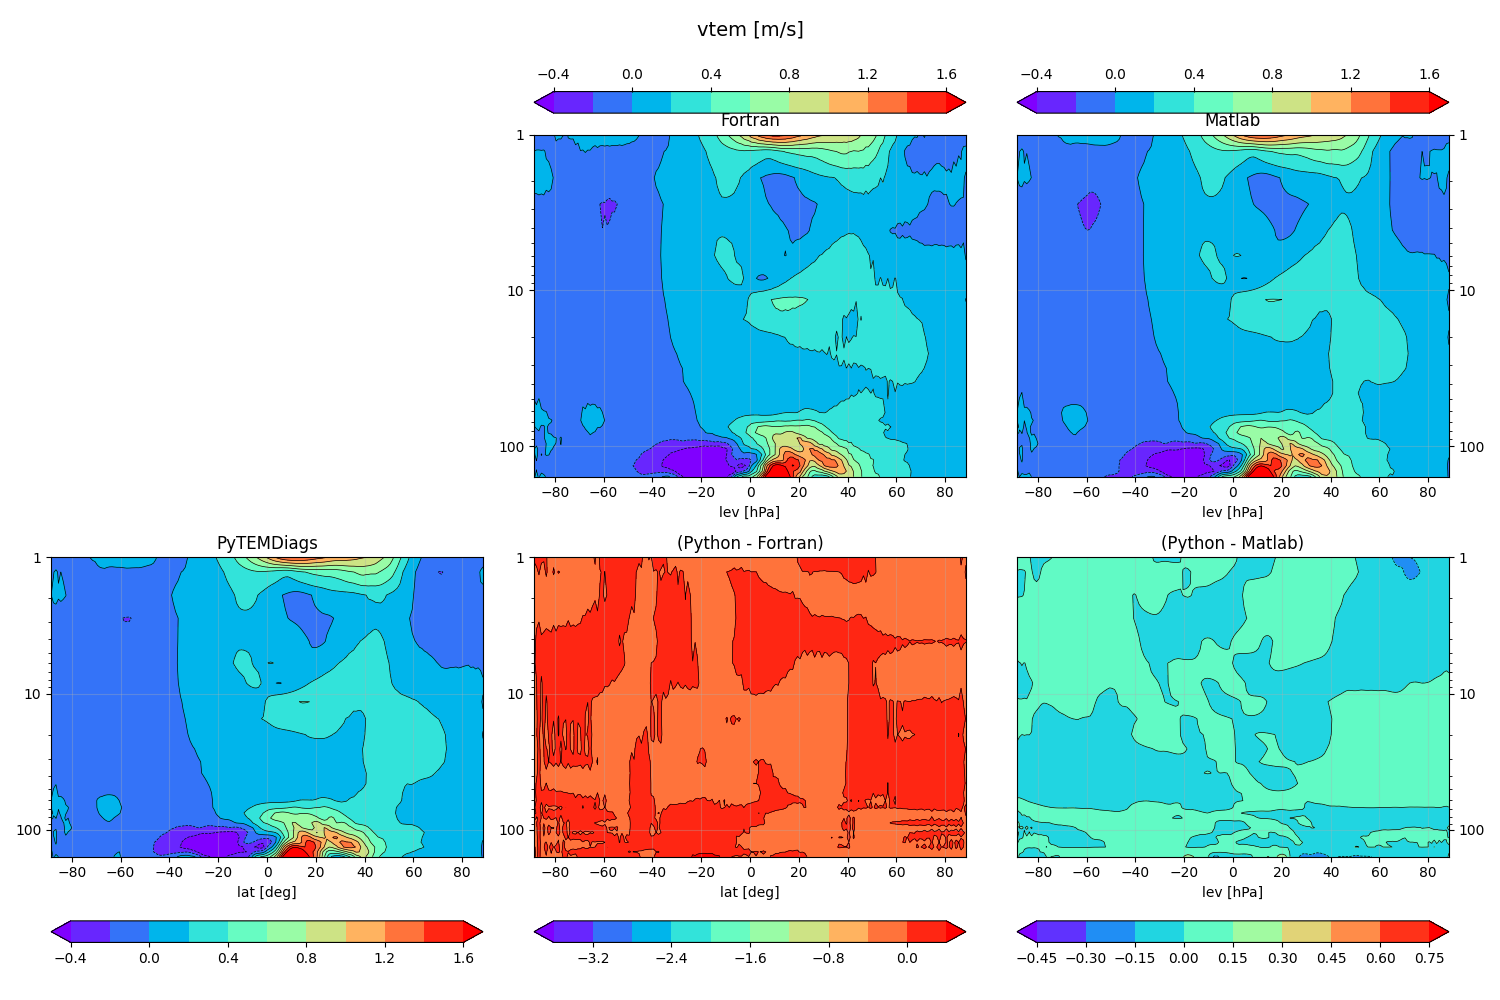 vtem [m/s]
−0.4 0.0 0.4 0.8 1.2 1.6
−0.4 0.0 0.4 0.8 1.2 1.6
Fortran
Matlab
1
10
100
−80 −60 −40 −20 0 20 40 60 80
lev [hPa]
1
10
100
−80 −60 −40 −20 0 20 40 60 80
lev [hPa]
PyTEMDiags
(Python - Fortran)
(Python - Matlab)
1
10
100
−80 −60 −40 −20 0 20 40 60 80
lat [deg]
1
10
100
−80 −60 −40 −20 0 20 40 60 80
lat [deg]
1
10
100
−80 −60 −40 −20 0 20 40 60 80
lev [hPa]
−0.4 0.0 0.4 0.8 1.2 1.6
−3.2 −2.4 −1.6 −0.8 0.0
−0.45 −0.30 −0.15 0.00 0.15 0.30 0.45 0.60 0.75